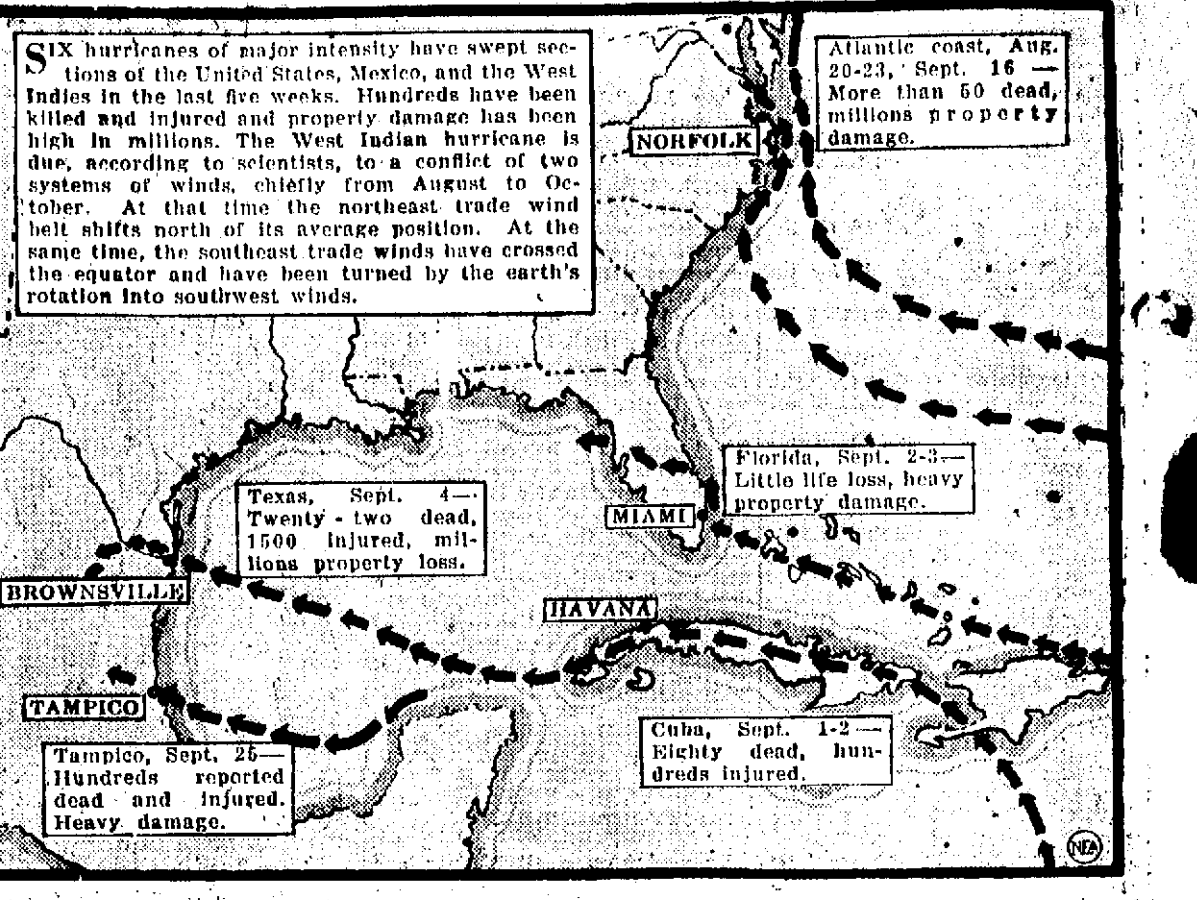 SIX hurricanes of major intensity have swept sec-
tions of the United States, Mexico, and the West
Indies in the last five weeks. Hundreds have been
killed and injured and property damage has been
high in millions. The West Indian hurricane is
due, according to scientists, to a conflict of two
systems of winds, chiefly from August to Oc-
tober. At that time the northeast trade wind
belt shifts north of its average position. At the
same time, the southeast trade winds have crossed
the equator and have been turned by the earth's
rotation into southwest winds.
Atlantic coast, Aug.
20-23, Sept. 16 —
More than 50 dead,
millions property
damage.
NORFOLK
Florida, Sept. 2-3—
Little life loss, heavy
property damage.
MIAMI
Texas, Sept. 4—
Twenty-two dead,
1500 injured, mil-
lions property loss.
BROWNSVILLE
HAVANA
TAMPICO
Cuba, Sept. 1-2—
Eighty dead, hun-
dreds injured.
Tampico, Sept. 25—
Hundreds reported
dead and injured.
Heavy damage.
NEA